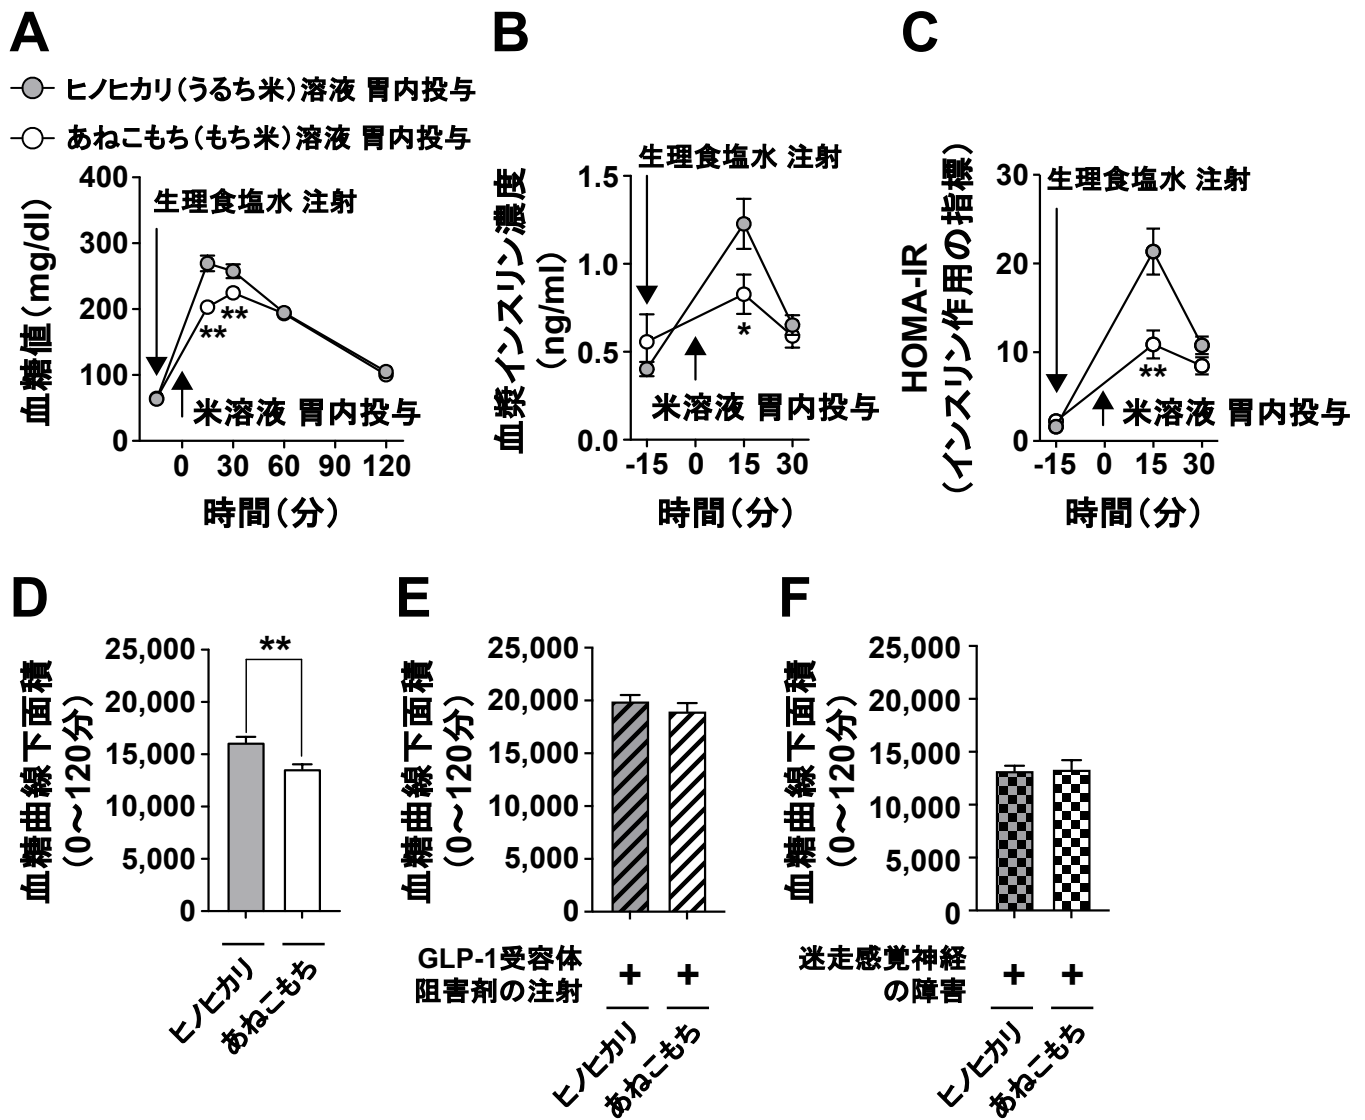 A
ヒノヒカリ（うるち米）溶液 胃内投与
あねこもち（もち米）溶液 胃内投与
血糖値（mg/dl）
400
300
200
100
0
生理食塩水 注射
**
**
米溶液 胃内投与
0
30
60
90
120
時間（分）
B
血漿インスリン濃度
（ng/ml）
1.5
1.0
0.5
0.0
生理食塩水 注射
*
米溶液 胃内投与
-15
0
15
30
時間（分）
C
HOMA-IR
（インスリン作用の指標）
30
20
10
0
生理食塩水 注射
**
米溶液 胃内投与
-15
0
15
30
時間（分）
D
血糖曲線下面積
（0〜120分）
25,000
20,000
15,000
10,000
5,000
0
**
ヒノヒカリ
あねこもち
E
血糖曲線下面積
（0〜120分）
25,000
20,000
15,000
10,000
5,000
0
GLP-1受容体
阻害剤の注射
+
+
ヒノヒカリ
あねこもち
F
血糖曲線下面積
（0〜120分）
25,000
20,000
15,000
10,000
5,000
0
迷走感覚神経
の障害
+
+
ヒノヒカリ
あねこもち